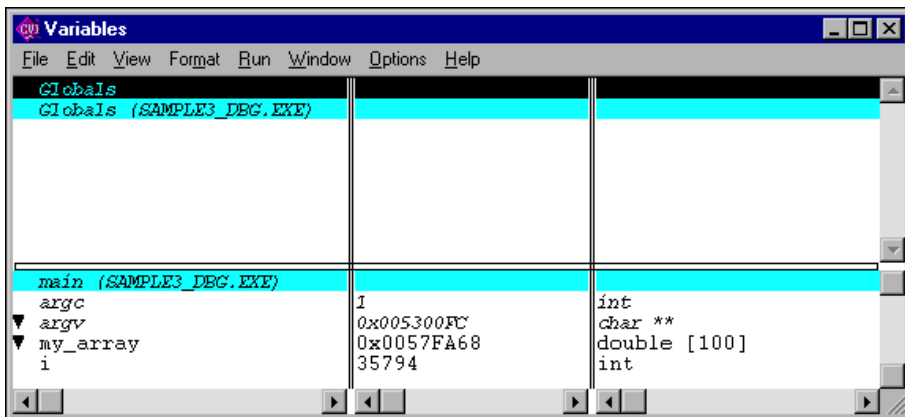 CVI Variables
File Edit View Format Run Window Options Help
Globals
Globals (SAMPLE3_DBG.EXE)
main (SAMPLE3_DBG.EXE)
argc 1 int
argv 0x005300FC char **
my_array 0x0057FA68 double [100]
i 35794 int